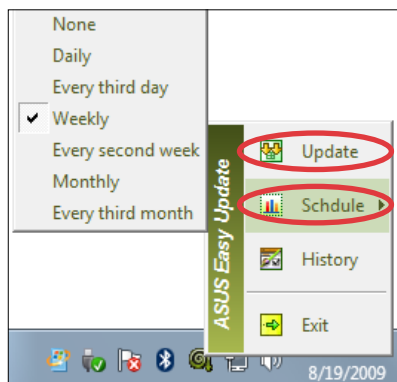 None
Daily
Every third day
Weekly
Every second week
Monthly
Every third month
ASUS Easy Update
Update
Schdule
History
Exit
8/19/2009